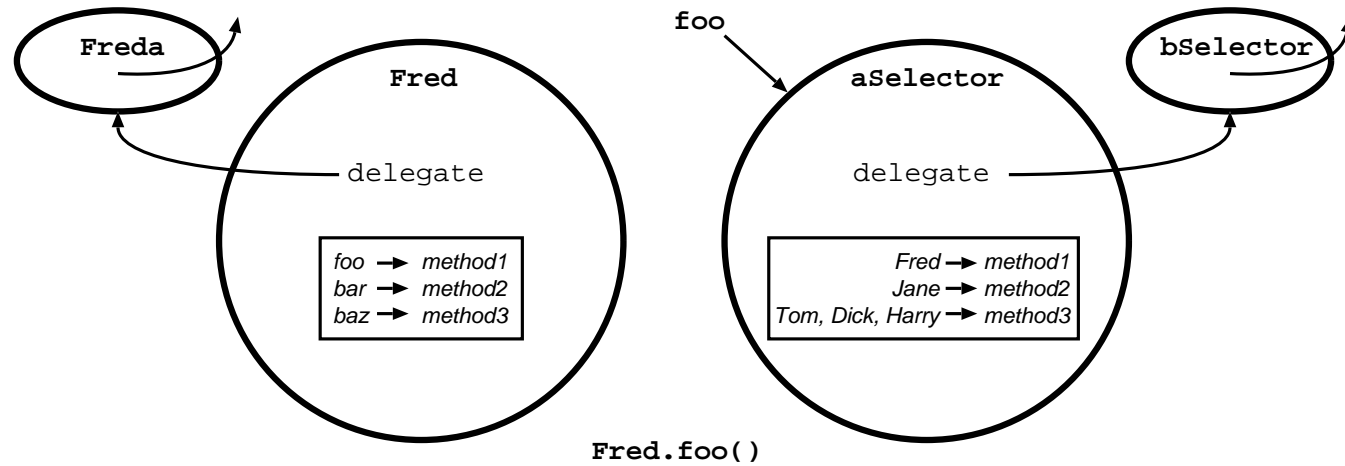 Freda
Fred
delegate
foo → method1
bar → method2
baz → method3
foo
aSelector
bSelector
delegate
Fred → method1
Jane → method2
Tom, Dick, Harry → method3
Fred.foo()